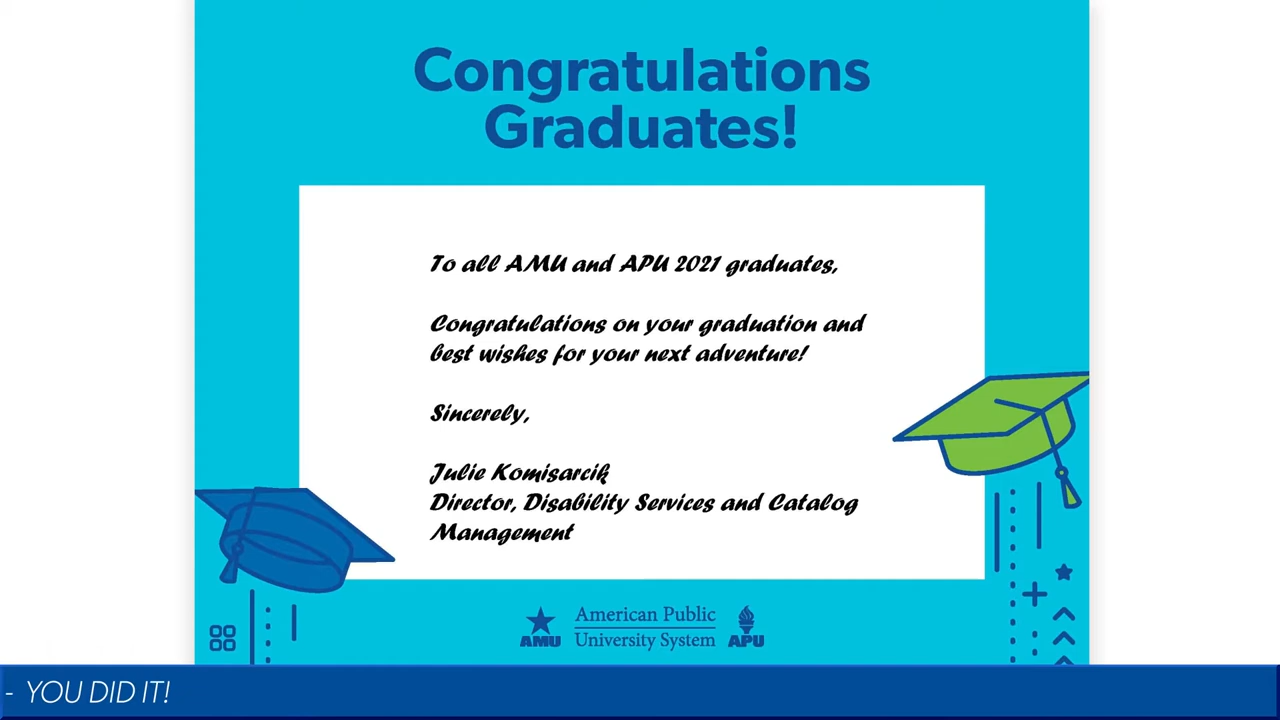 Congratulations
Graduates!
To all AMU and APU 2021 graduates,
Congratulations on your graduation and
best wishes for your next adventure!
Sincerely,
Julie Komisarcik
Director, Disability Services and Catalog
Management
AMU
American Public
University System
APU
- YOU DID IT!